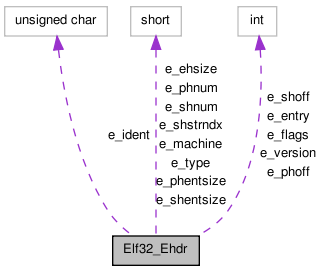 unsigned char
short
int
e_ehsize
e_phnum
e_shnum
e_shstrndx
e_machine
e_type
e_phentsize
e_shentsize
e_ident
e_shoff
e_entry
e_flags
e_version
e_phoff
Elf32_Ehdr